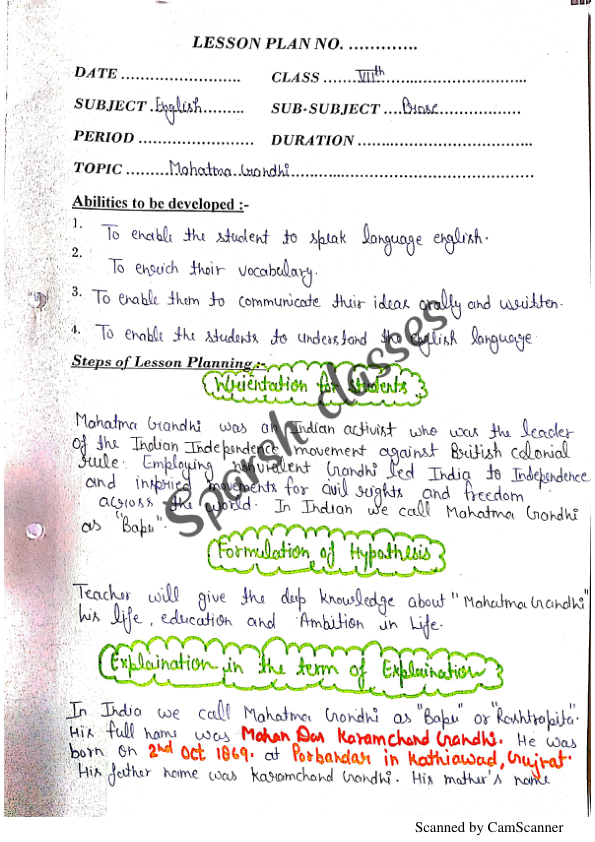 LESSON PLAN NO. .............
DATE ........................ CLASS ......VIIth............................
SUBJECT .English......... SUB-SUBJECT ....Prose................
PERIOD ....................... DURATION ...................................
TOPIC .........Mahatma Gandhi.................................................
Abilities to be developed :-
1. To enable the student to speak language english.
2. To enrich their vocabulary.
3. To enable them to communicate their ideas orally and written.
4. To enable the students to understand the english language.
Steps of Lesson Planning :-
for students
Mahatma Gandhi was an Indian activist who was the leader
of the Indian Independence movement against British colonial
rule. Employing nonviolent Gandhi led India to Independence
and inspried movements for civil rights and freedom
across the world. In Indian we call Mahatma Gandhi
as "Bapu".
Formulation of Hypothesis
Teacher will give the deep knowledge about "Mahatma Gandhi"
his life, education and Ambition in Life.
Explaination in the term of Explaination
In India we call Mahatma Gandhi as "Bapu" or "Rashtrapita".
His full name was Mohan Das Karamchand Gandhi. He was
born on 2nd Oct 1869. at Porbandar in Kathiawad, Gujrat.
His father name was Karamchand Gandhi. His mother's name
Sparsh classes
Scanned by CamScanner